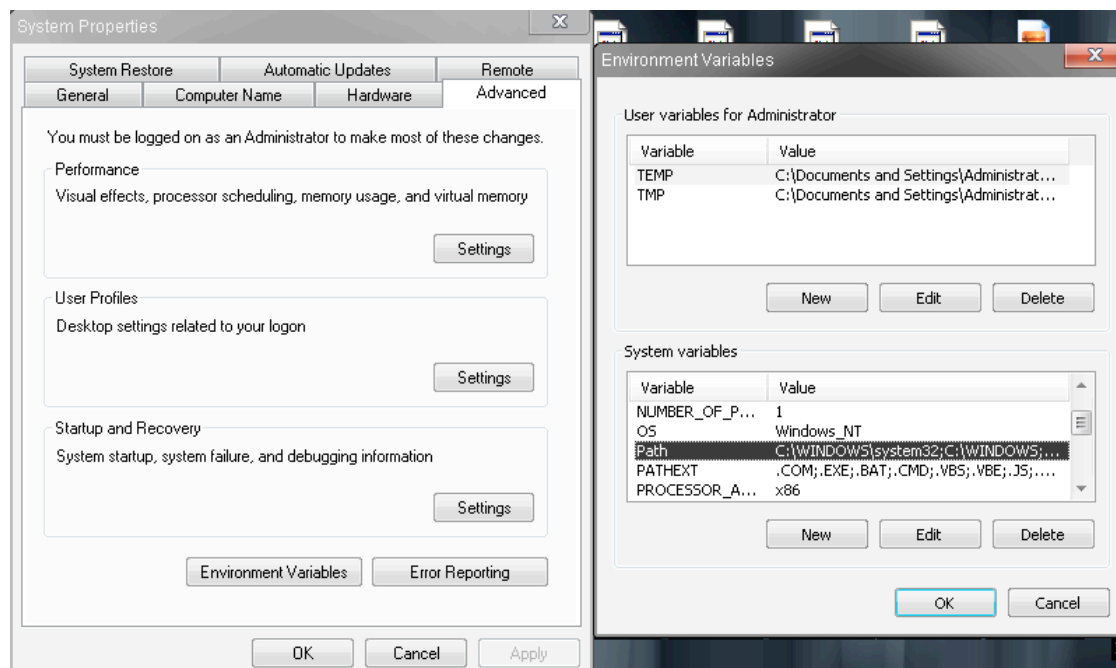 System Properties
System Restore
Automatic Updates
Remote
General
Computer Name
Hardware
Advanced
You must be logged on as an Administrator to make most of these changes.
Performance
Visual effects, processor scheduling, memory usage, and virtual memory
Settings
User Profiles
Desktop settings related to your logon
Settings
Startup and Recovery
System startup, system failure, and debugging information
Settings
Environment Variables
Error Reporting
OK
Cancel
Apply
Environment Variables
User variables for Administrator
Variable Value
TEMP C:\Documents and Settings\Administrat...
TMP C:\Documents and Settings\Administrat...
New
Edit
Delete
System variables
Variable Value
NUMBER_OF_P... 1
OS Windows_NT
Path C:\WINDOWS\system32;C:\WINDOWS;...
PATHEXT .COM;.EXE;.BAT;.CMD;.VBS;.VBE;.JS;....
PROCESSOR_A... x86
New
Edit
Delete
OK
Cancel